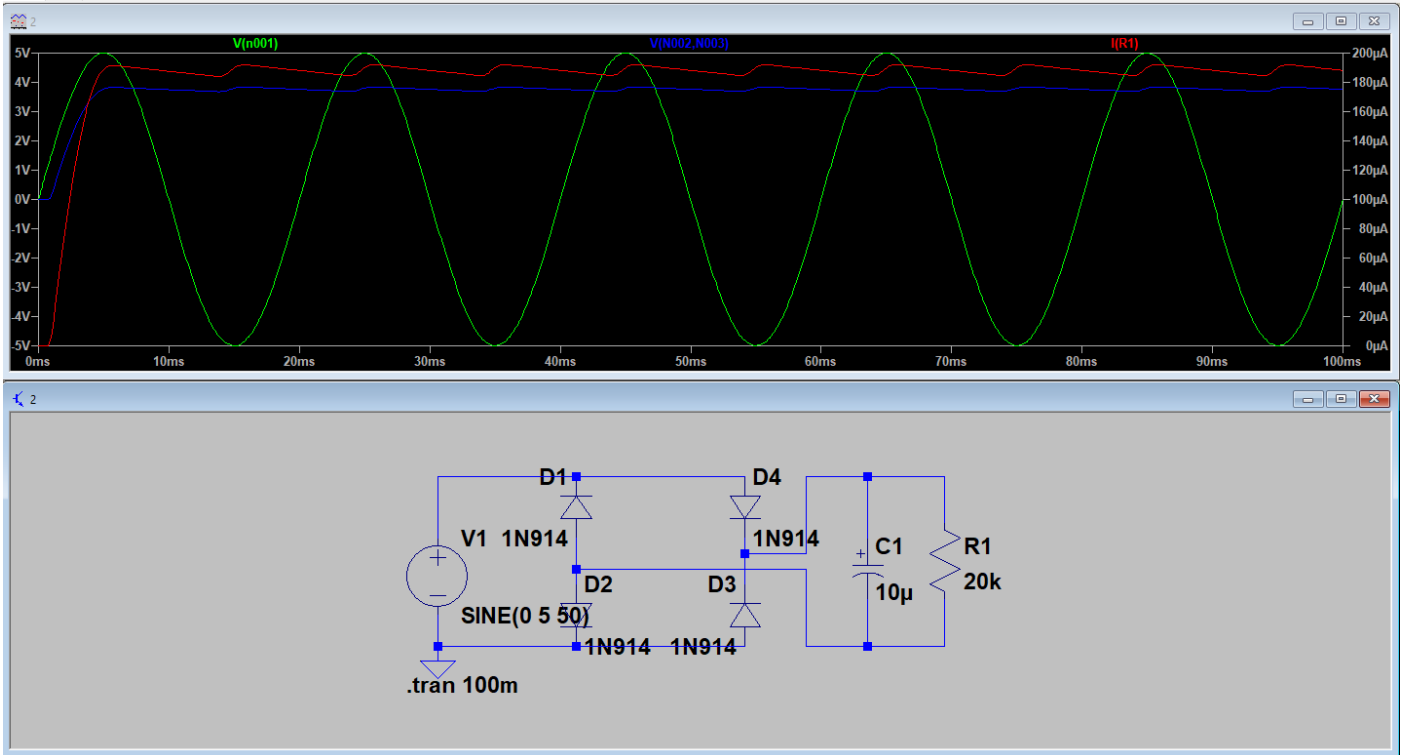 2
V(n001) V(N002,N003) I(R1)
5V 200µA
4V 180µA
3V 160µA
2V 140µA
1V 120µA
0V 100µA
-1V 80µA
-2V 60µA
-3V 40µA
-4V 20µA
-5V 0µA
0ms 10ms 20ms 30ms 40ms 50ms 60ms 70ms 80ms 90ms 100ms
2
D1 D4
V1 1N914 1N914 + C1 R1
D2 D3 10µ 20k
SINE(0 5 50)
1N914 1N914
.tran 100m